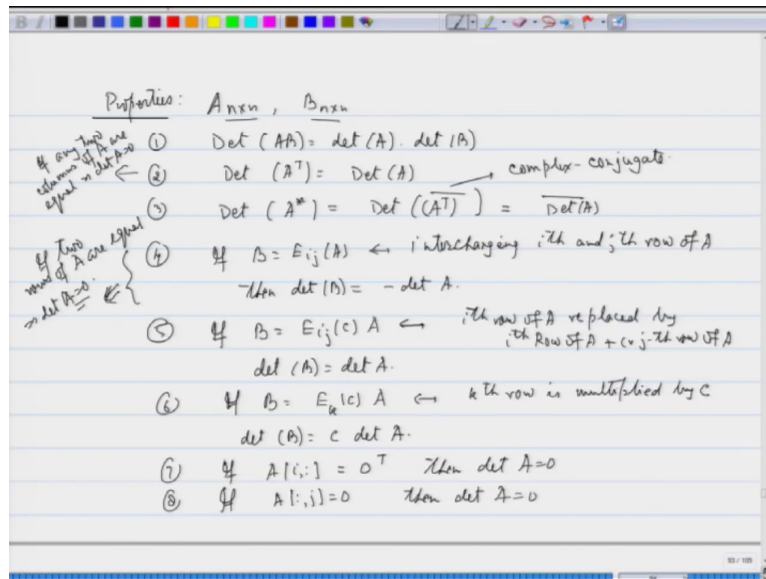 Properties: A n×n , B n×n
If any two columns of A are equal ⇒ det A=0
① Det (AB) = det(A) . det (B)
② Det (A^T) = Det (A)
complex-conjugate.
③ Det (A*) = Det (\overline{(A^T)}) = \overline{Det(A)}
If two rows of A are equal ⇒ det A=0.
④ If B = E_ij (A) ← interchanging ith and jth row of A
then det (B) = - det A.
⑤ If B = E_ij (c) A ← ith row of A replaced by
ith Row of A + c × j-th row of A
det (B) = det A.
⑥ If B = E_k (c) A ← kth row is multiplied by C
det (B) = c det A.
⑦ If A[i,:] = 0^T then det A=0
⑧ If A[:,j]=0 then det A=0
93 / 105